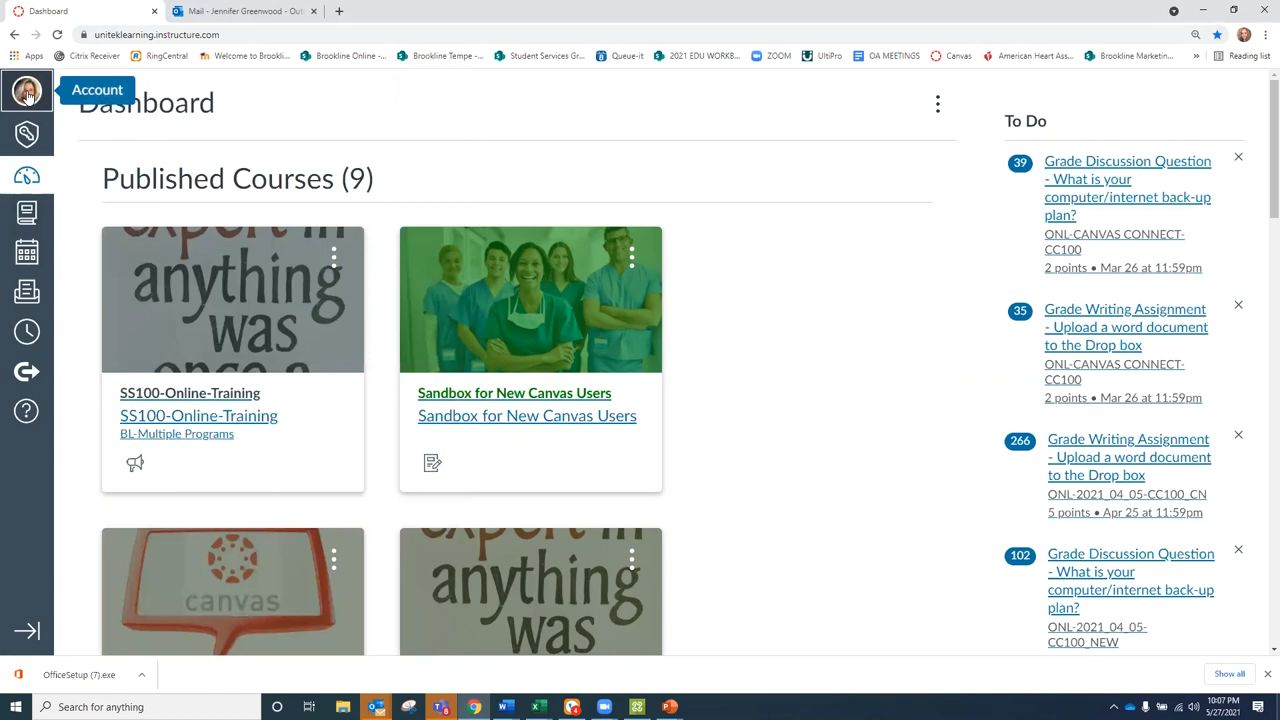 Dashboard
Mail - Jennifer Greenwood - Out
uniteklearning.instructure.com
Apps
Citrix Receiver
RingCentral
Welcome to Brookli...
Brookline Online -...
Brookline Tempe -...
Student Services Gr...
Queue-it
2021 EDU WORKB...
ZOOM
UltiPro
OA MEETINGS
Canvas
American Heart Ass...
Brookline Marketin...
»
Reading list
Account
Dashboard
Published Courses (9)
expert in
anything
was
once a
SS100-Online-Training
SS100-Online-Training
BL-Multiple Programs
Sandbox for New Canvas Users
Sandbox for New Canvas Users
canvas
expert in
anything
was
To Do
39
Grade Discussion Question
- What is your
computer/internet back-up
plan?
ONL-CANVAS CONNECT-
CC100
2 points • Mar 26 at 11:59pm
35
Grade Writing Assignment
- Upload a word document
to the Drop box
ONL-CANVAS CONNECT-
CC100
2 points • Mar 26 at 11:59pm
266
Grade Writing Assignment
- Upload a word document
to the Drop box
ONL-2021_04_05-CC100_CN
5 points • Apr 25 at 11:59pm
102
Grade Discussion Question
- What is your
computer/internet back-up
plan?
ONL-2021_04_05-
CC100_NEW
OfficeSetup (7).exe
Show all
Search for anything
10:07 PM
5/27/2021